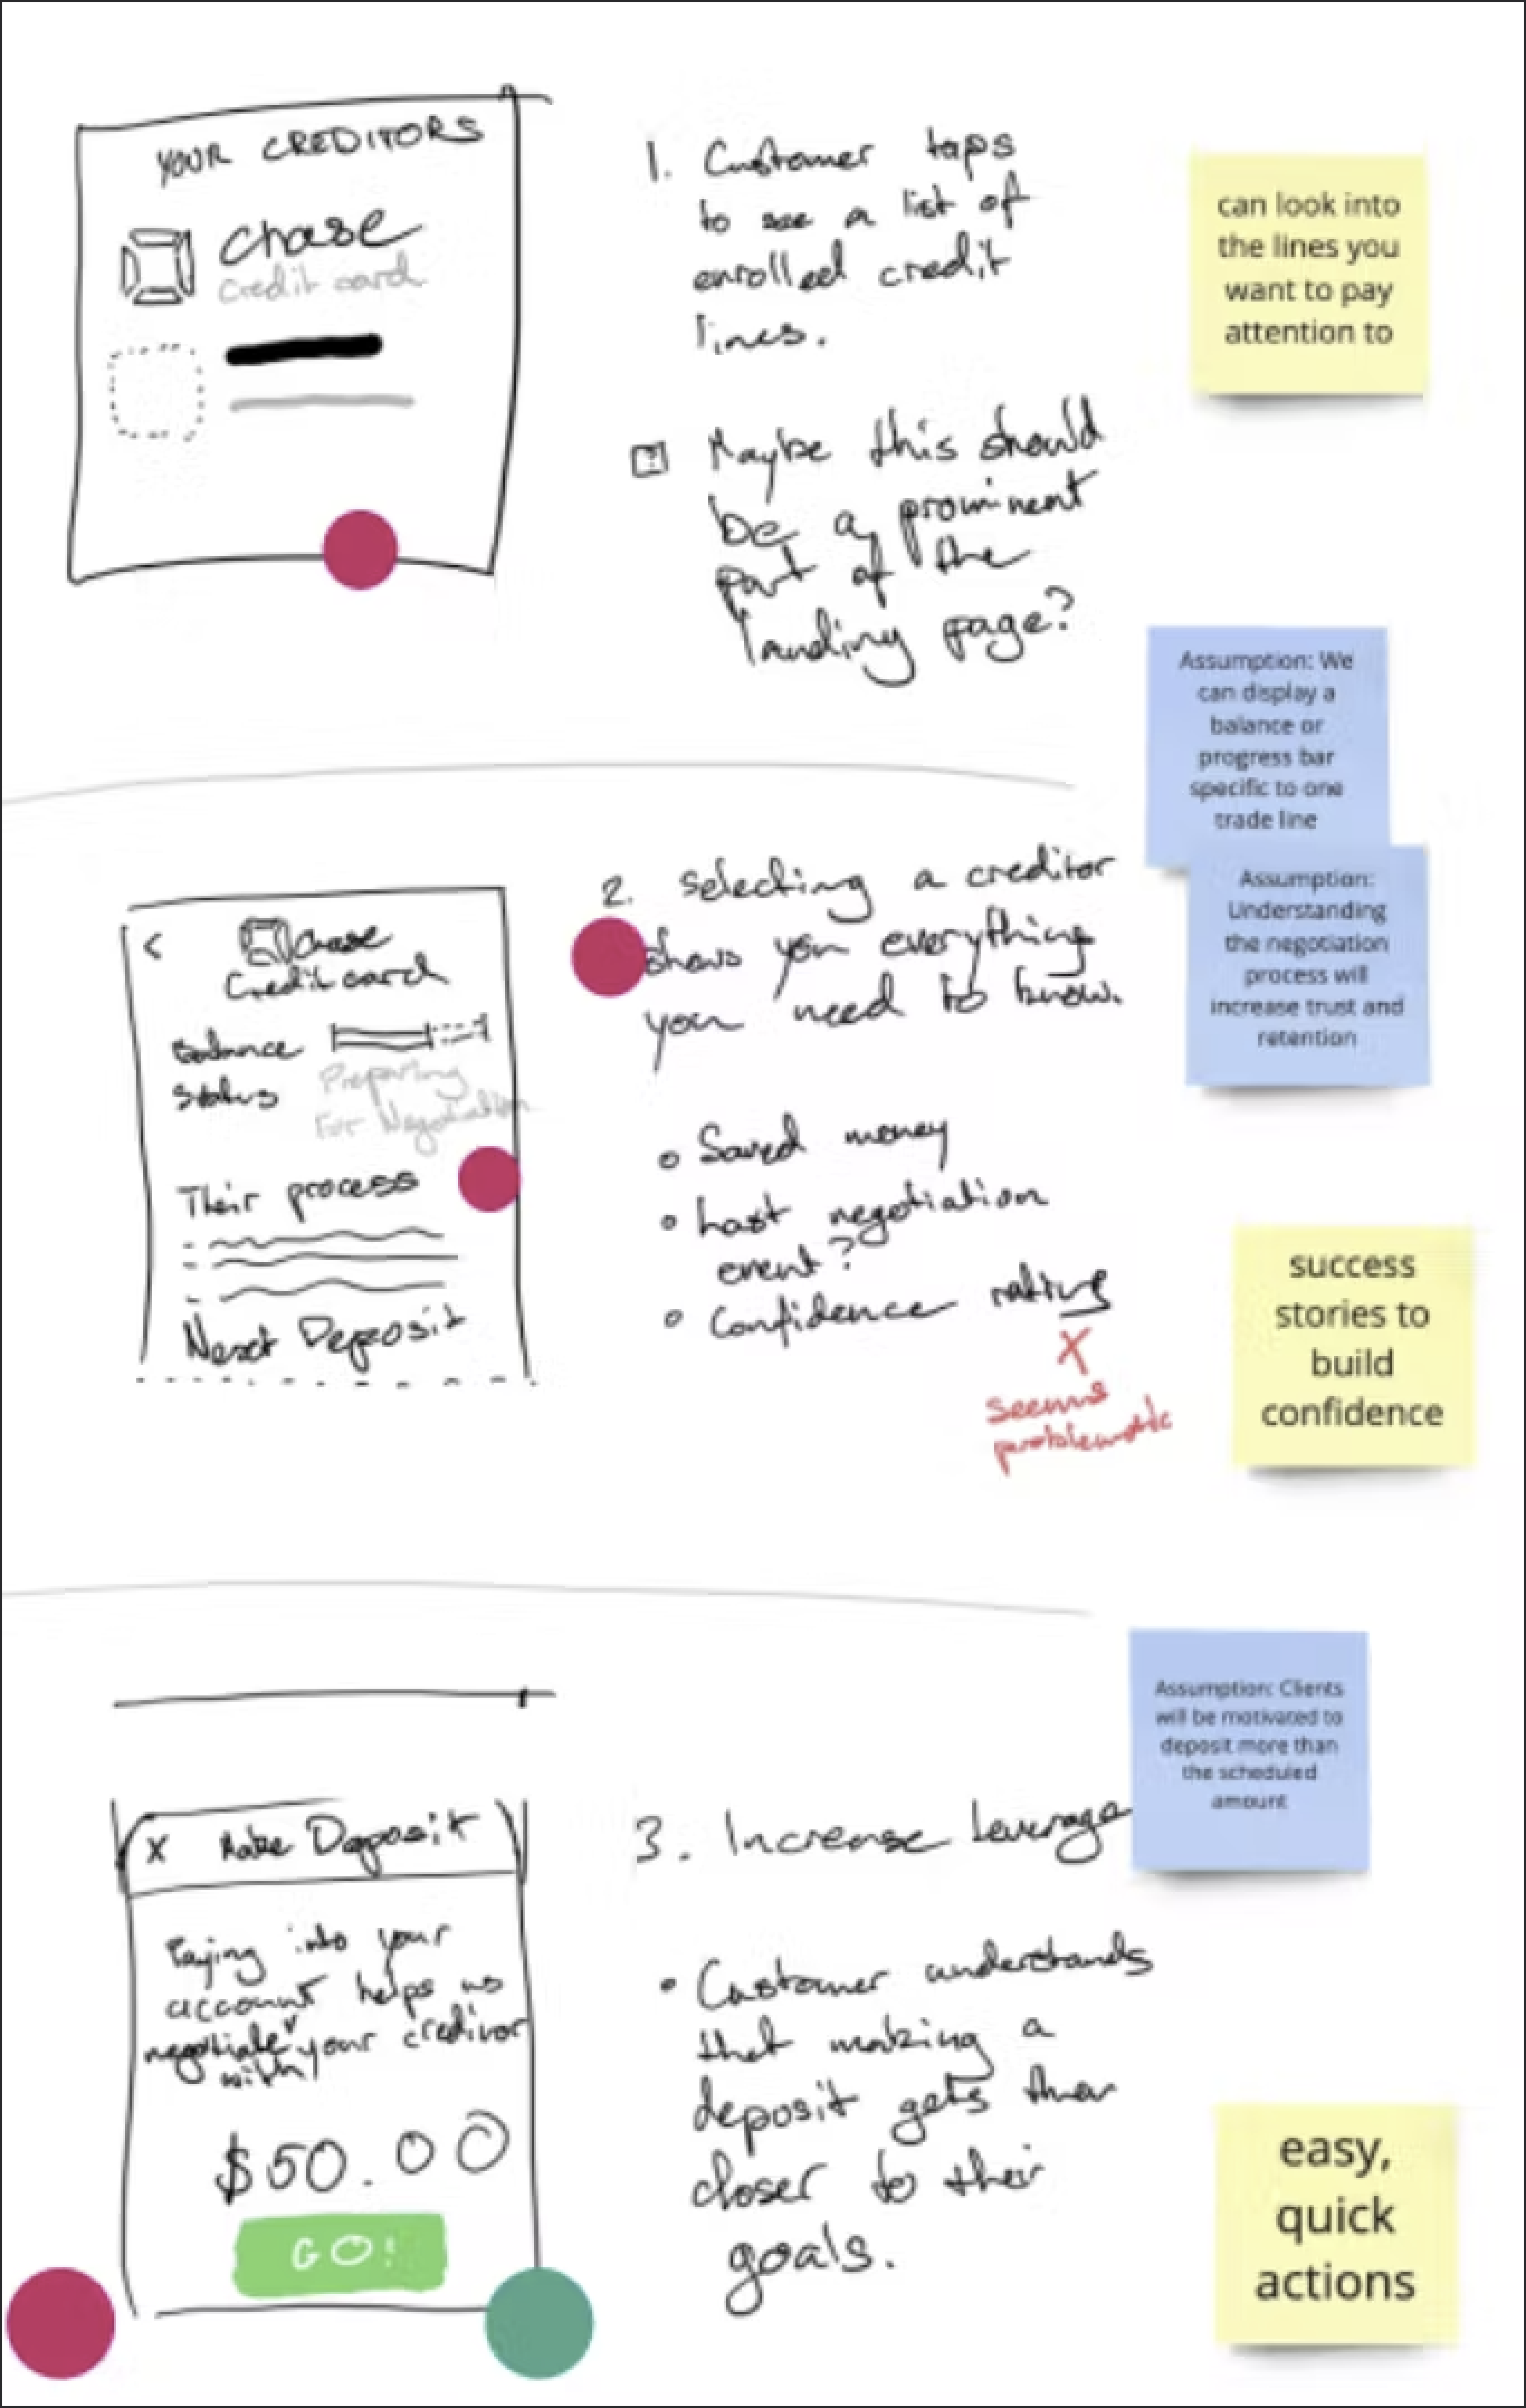 YOUR CREDITORS
Chase
credit card
1. Customer taps
to see a list of
enrolled credit
lines.
? Maybe this should
be a prominent
part of the
landing page?
can look into
the lines you
want to pay
attention to
Assumption: We
can display a
balance or
progress bar
specific to one
trade line
Assumption:
Understanding
the negotiation
process will
increase trust and
retention
< Chase
Credit card
Balance
Status
Preparing
For Negotiation
Their process
Next Deposit
2. Selecting a creditor
shows you everything
you need to know.
Saved money
Last negotiation
event?
Confidence rating
X
seems
problematic
success
stories to
build
confidence
Assumption: Clients
will be motivated to
deposit more than
the scheduled
amount
X Make Deposit
Paying into your
account helps us
negotiate your creditor
with
$50.00
GO!
3. Increase Leverage
• Customer understands
that making a
deposit gets them
closer to their
goals.
easy,
quick
actions